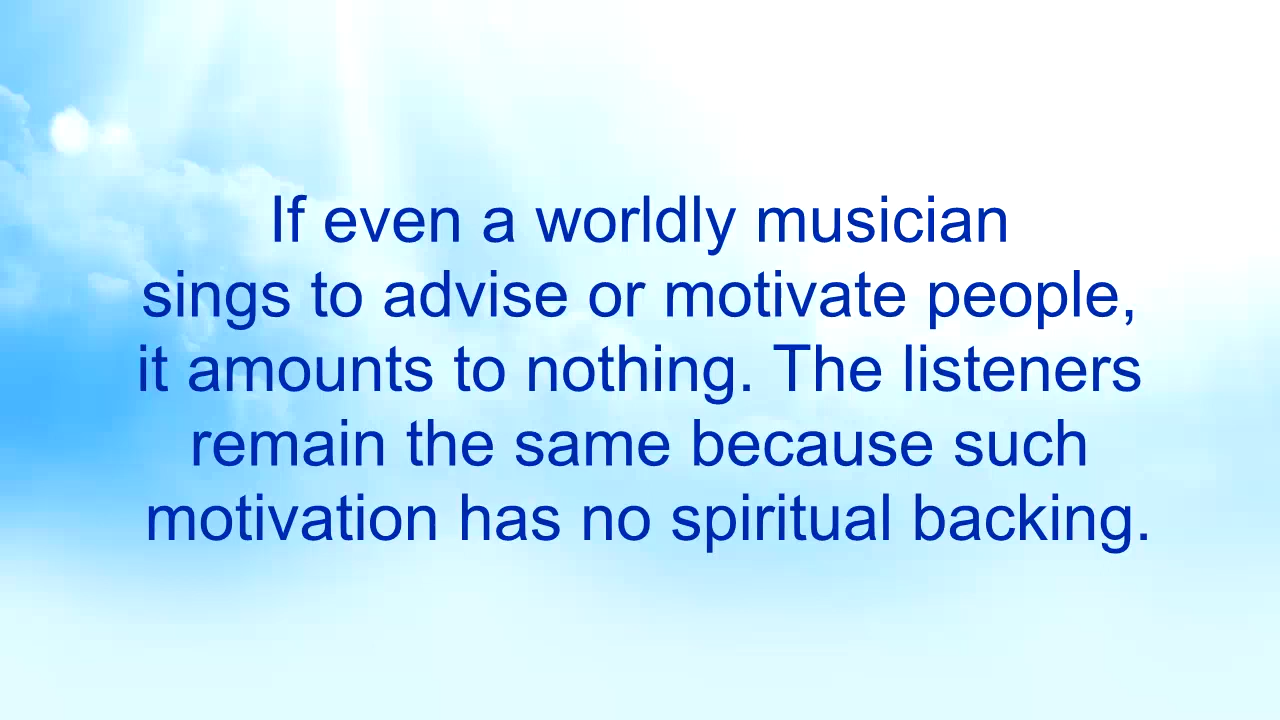 If even a worldly musician
sings to advise or motivate people,
it amounts to nothing. The listeners
remain the same because such
motivation has no spiritual backing.